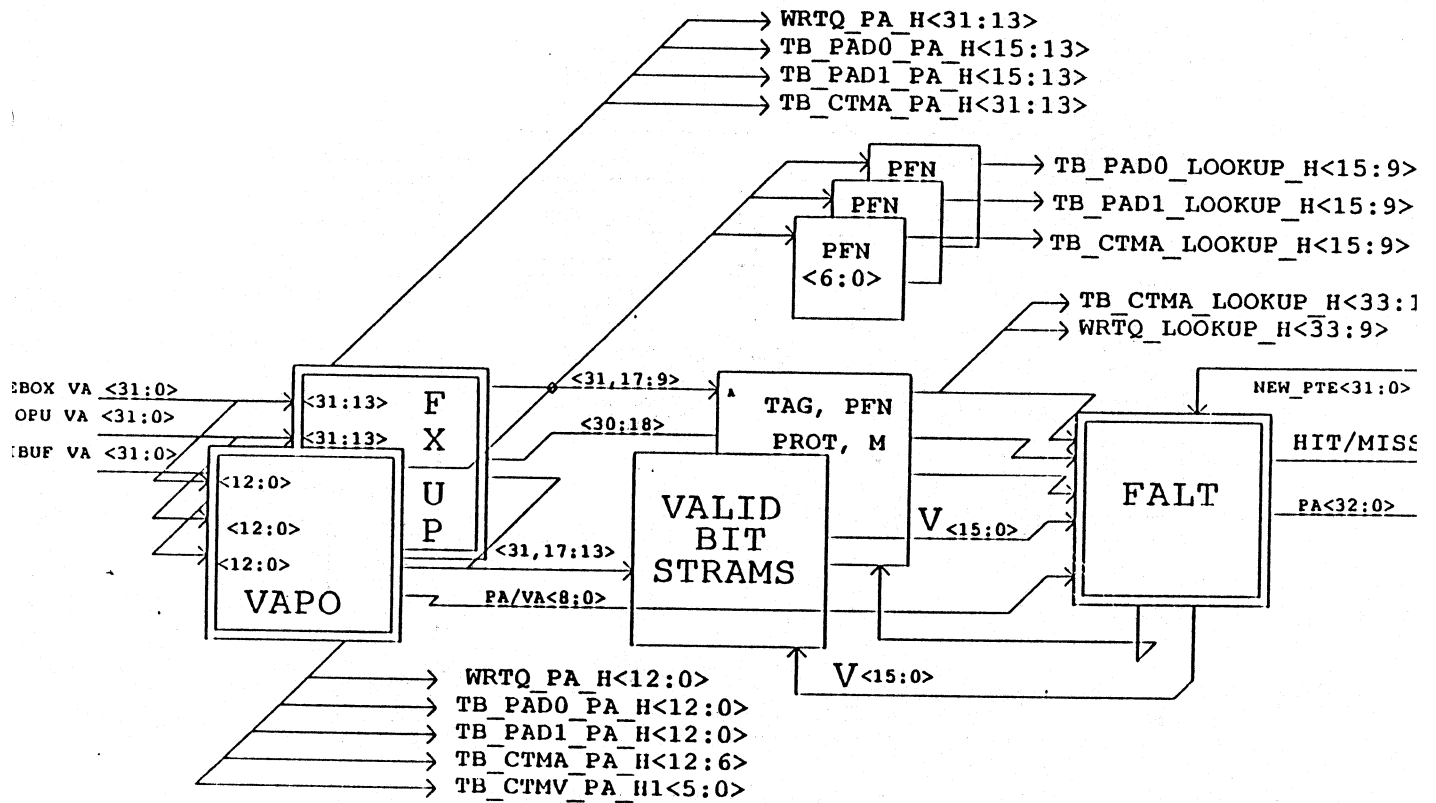 WRTQ_PA_H<31:13>
TB_PAD0_PA_H<15:13>
TB_PAD1_PA_H<15:13>
TB_CTMA_PA_H<31:13>
PFN
TB_PAD0_LOOKUP_H<15:9>
PFN
TB_PAD1_LOOKUP_H<15:9>
PFN
<6:0>
TB_CTMA_LOOKUP_H<15:9>
TB_CTMA_LOOKUP_H<33:1
WRTQ_LOOKUP_H<33:9>
EBOX VA <31:0>
OPU VA <31:0>
IBUF VA <31:0>
<31:13>
<31:13>
F
X
U
P
<12:0>
<12:0>
<12:0>
VAPO
<31,17:9>
<30:18>
<31,17:13>
PA/VA<8:0>
A
TAG, PFN
PROT, M
VALID
BIT
STRAMS
V<15:0>
V<15:0>
FALT
NEW_PTE<31:0>
HIT/MISS
PA<32:0>
WRTQ_PA_H<12:0>
TB_PAD0_PA_H<12:0>
TB_PAD1_PA_H<12:0>
TB_CTMA_PA_H<12:6>
TB_CTMV_PA_H1<5:0>